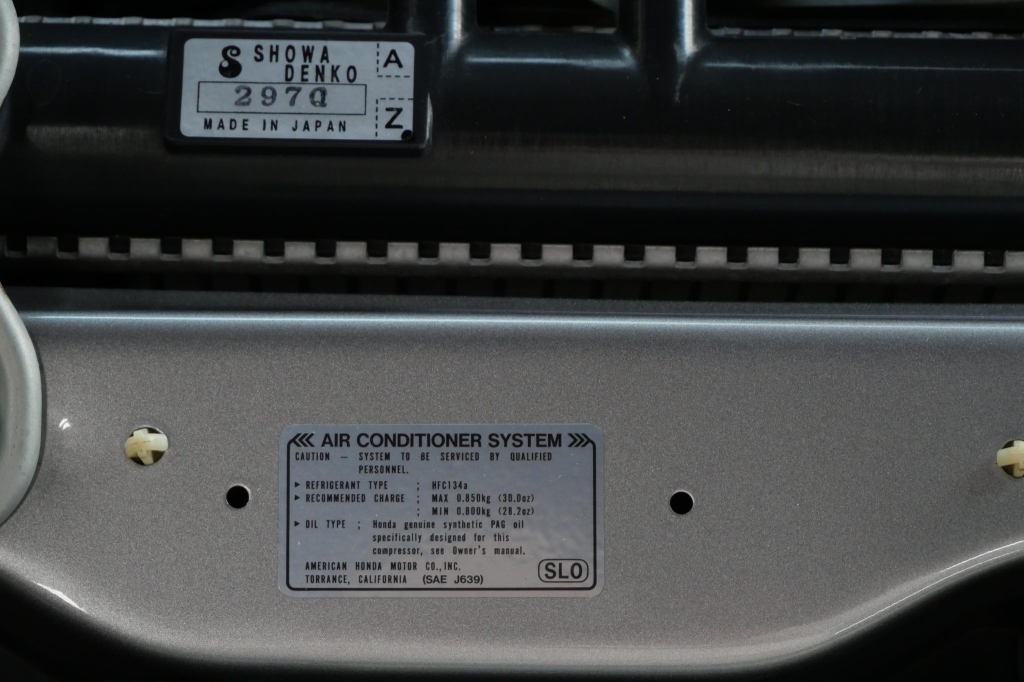 SHOWA
DENKO
297Q
MADE IN JAPAN
A
Z
AIR CONDITIONER SYSTEM
CAUTION – SYSTEM TO BE SERVICED BY QUALIFIED
PERSONNEL.
▸ REFRIGERANT TYPE : HFC134a
▸ RECOMMENDED CHARGE : MAX 0.850kg (30.0oz)
: MIN 0.800kg (28.2oz)
▸ OIL TYPE : Honda genuine synthetic PAG oil
specifically designed for this
compressor, see Owner's manual.
AMERICAN HONDA MOTOR CO.,INC.
TORRANCE, CALIFORNIA (SAE J639)
SLO